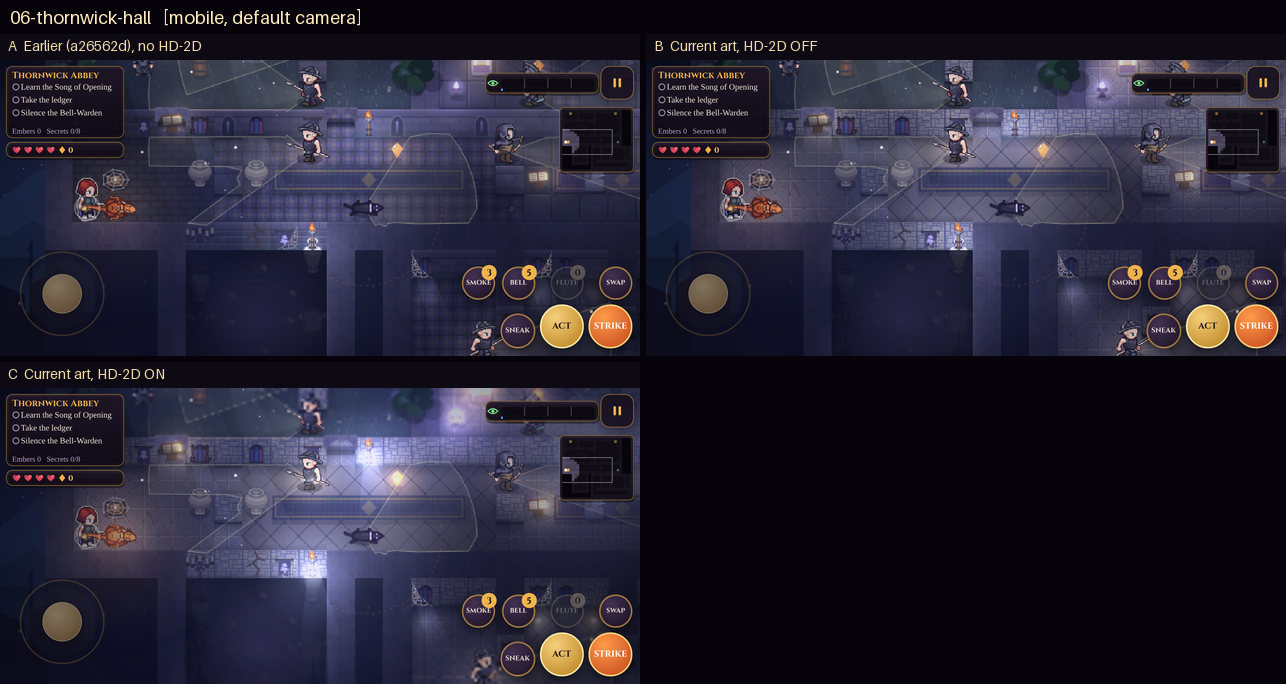 06-thornwick-hall [mobile, default camera]
A Earlier (a26562d), no HD-2D
THORNWICK ABBEY
Learn the Song of Opening
Take the ledger
Silence the Bell-Warden
Embers 0 Secrets 0/8
0
3
5
0
SMOKE
BELL
FLUTE
SWAP
SNEAK
ACT
STRIKE
B Current art, HD-2D OFF
THORNWICK ABBEY
Learn the Song of Opening
Take the ledger
Silence the Bell-Warden
Embers 0 Secrets 0/8
0
3
5
0
SMOKE
BELL
FLUTE
SWAP
SNEAK
ACT
STRIKE
C Current art, HD-2D ON
THORNWICK ABBEY
Learn the Song of Opening
Take the ledger
Silence the Bell-Warden
Embers 0 Secrets 0/8
0
3
5
0
SMOKE
BELL
FLUTE
SWAP
SNEAK
ACT
STRIKE